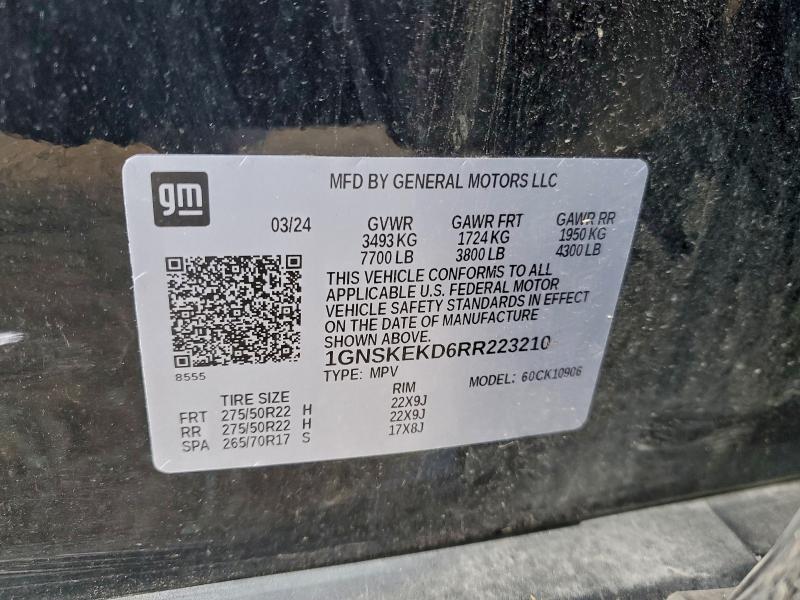 gm
MFD BY GENERAL MOTORS LLC
03/24
GVWR GAWR FRT GAWR RR
3493 KG 1724 KG 1950 KG
7700 LB 3800 LB 4300 LB
THIS VEHICLE CONFORMS TO ALL
APPLICABLE U.S. FEDERAL MOTOR
VEHICLE SAFETY STANDARDS IN EFFECT
ON THE DATE OF MANUFACTURE
SHOWN ABOVE.
1GNSKEKD6RR223210
8555
TYPE: MPV MODEL: 60CK10906
TIRE SIZE RIM
FRT 275/50R22 H 22X9J
RR 275/50R22 H 22X9J
SPA 265/70R17 S 17X8J